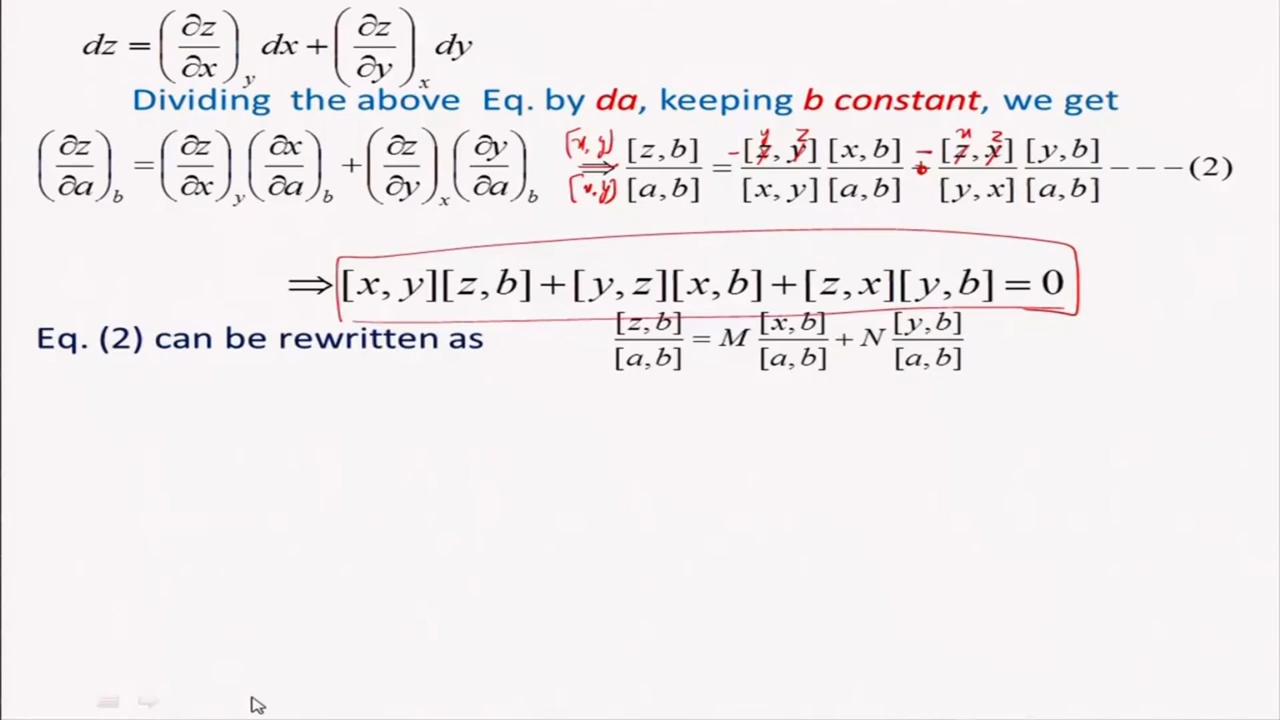 dz = (∂z/∂x)_y dx + (∂z/∂y)_x dy
Dividing the above Eq. by da, keeping b constant, we get
(∂z/∂a)_b = (∂z/∂x)_y (∂x/∂a)_b + (∂z/∂y)_x (∂y/∂a)_b [x, y] / [x, y] ⇒ [z, b]/[a, b] = - [z, y]/[x, y] y z [x, b]/[a, b] + - [z, x]/[y, x] x z [y, b]/[a, b] − − − − (2)
⇒ [x, y][z, b] + [y, z][x, b] + [z, x][y, b] = 0
Eq. (2) can be rewritten as [z, b]/[a, b] = M [x, b]/[a, b] + N [y, b]/[a, b]